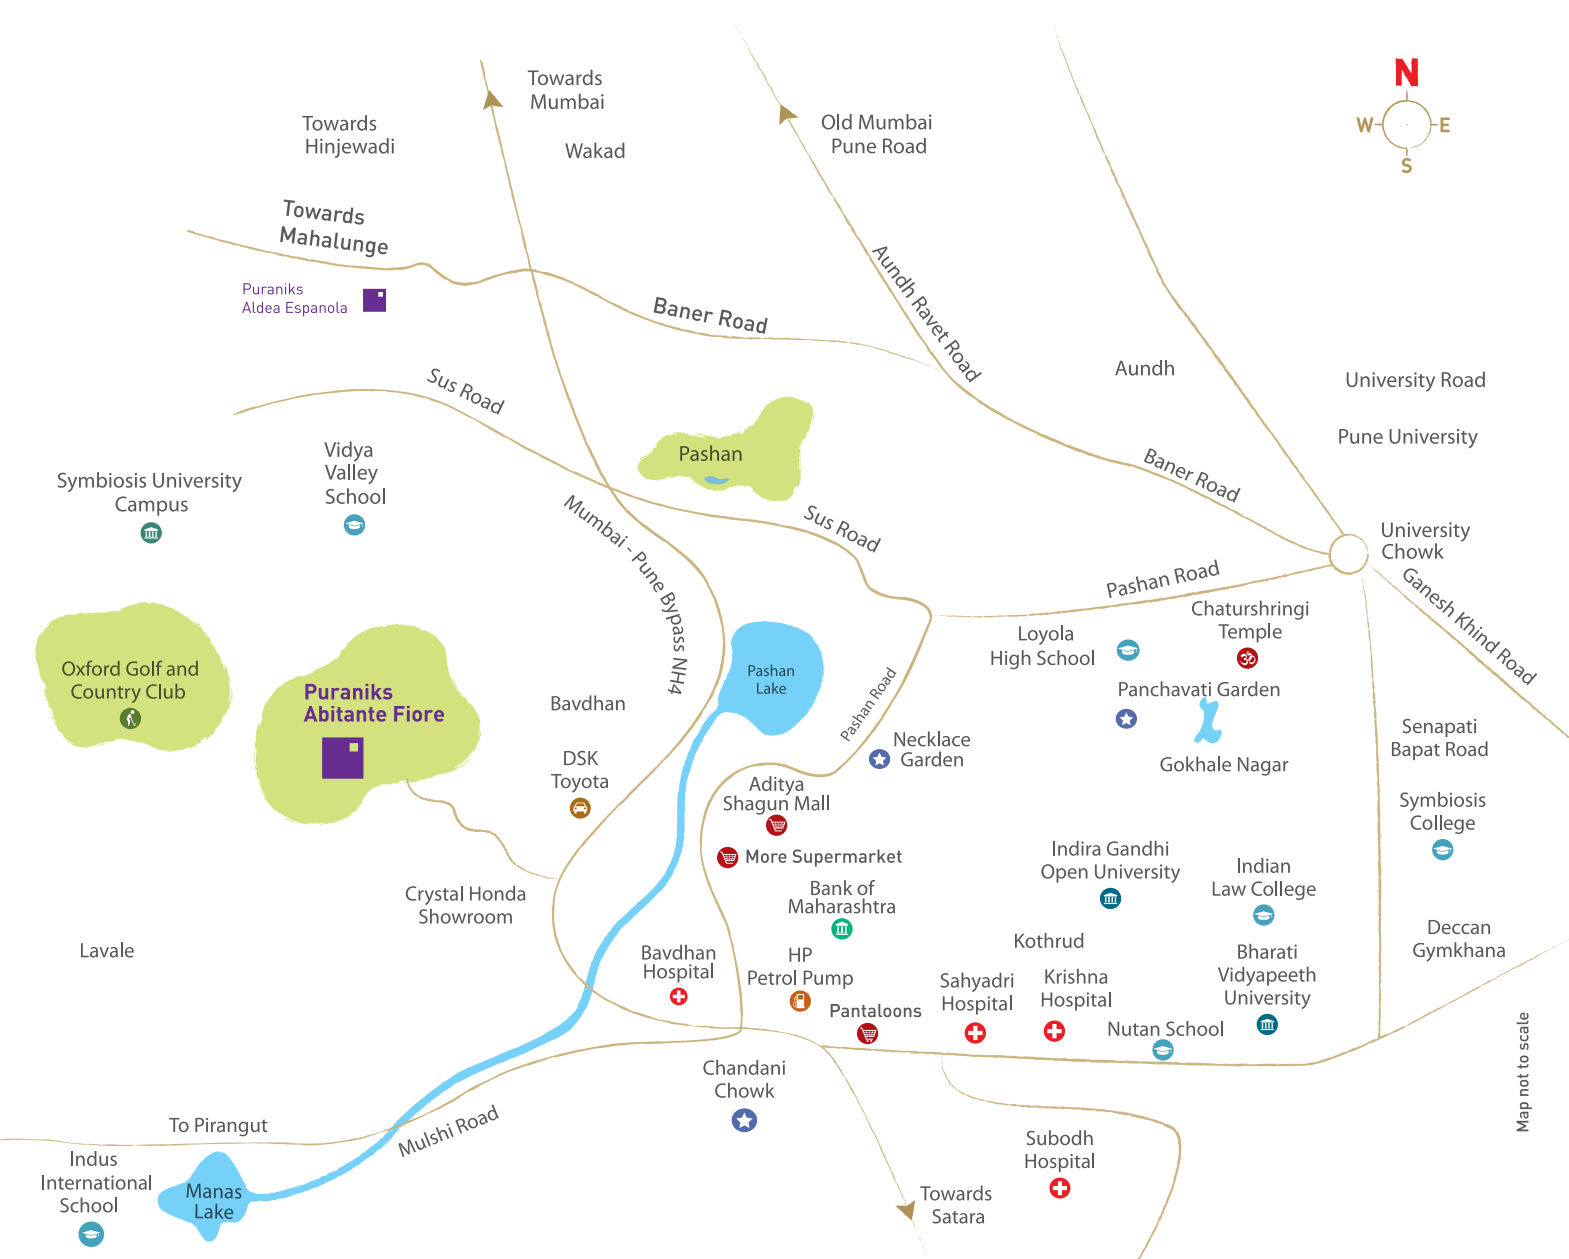 N
W
E
S
Towards
Mumbai
Towards
Hinjewadi
Wakad
Old Mumbai
Pune Road
Towards
Mahalunge
Puraniks
Aldea Espanola
Baner Road
Aundh Ravet Road
Aundh
University Road
Pune University
Sus Road
Vidya
Valley
School
Symbiosis University
Campus
Pashan
Baner Road
Sus Road
Mumbai - Pune Bypass NH4
University
Chowk
Pashan Road
Ganesh Khind Road
Chaturshringi
Temple
Loyola
High School
Oxford Golf and
Country Club
Puraniks
Abitante Fiore
Pashan
Lake
Bavdhan
Pashan Road
Panchavati Garden
Necklace
Garden
Gokhale Nagar
Senapati
Bapat Road
DSK
Toyota
Aditya
Shagun Mall
More Supermarket
Symbiosis
College
Indira Gandhi
Open University
Indian
Law College
Bank of
Maharashtra
Crystal Honda
Showroom
Lavale
Kothrud
Deccan
Gymkhana
Bavdhan
Hospital
HP
Petrol Pump
Sahyadri
Hospital
Krishna
Hospital
Bharati
Vidyapeeth
University
Pantaloons
Nutan School
Chandani
Chowk
Map not to scale
To Pirangut
Mulshi Road
Indus
International
School
Manas
Lake
Subodh
Hospital
Towards
Satara